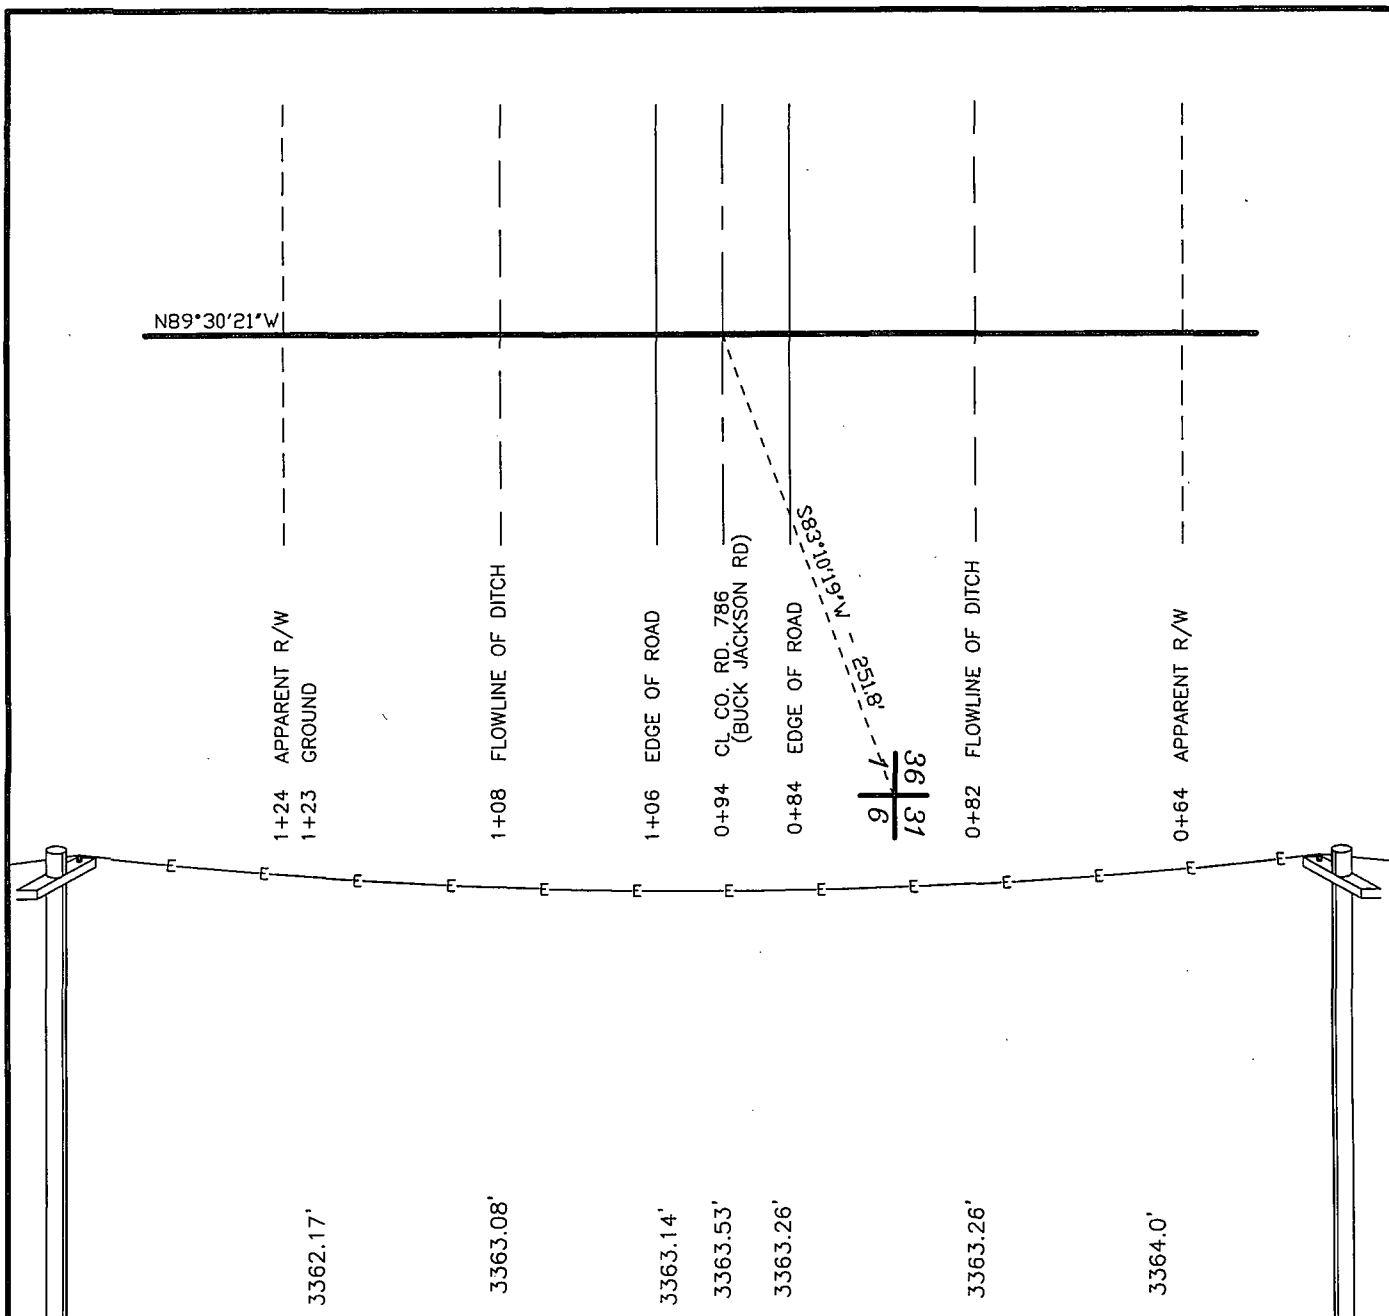 N89°30'21"W
1+24 APPARENT R/W
1+23 GROUND
1+08 FLOWLINE OF DITCH
1+06 EDGE OF ROAD
0+94 CL CO. RD. 786
(BUCK JACKSON RD)
0+84 EDGE OF ROAD
S83°10'19"W - 251.8'
36 31
1 6
0+82 FLOWLINE OF DITCH
0+64 APPARENT R/W
E E E E E E E E E E E E E
3362.17'
3363.08'
3363.14'
3363.53'
3363.26'
3363.26'
3364.0'